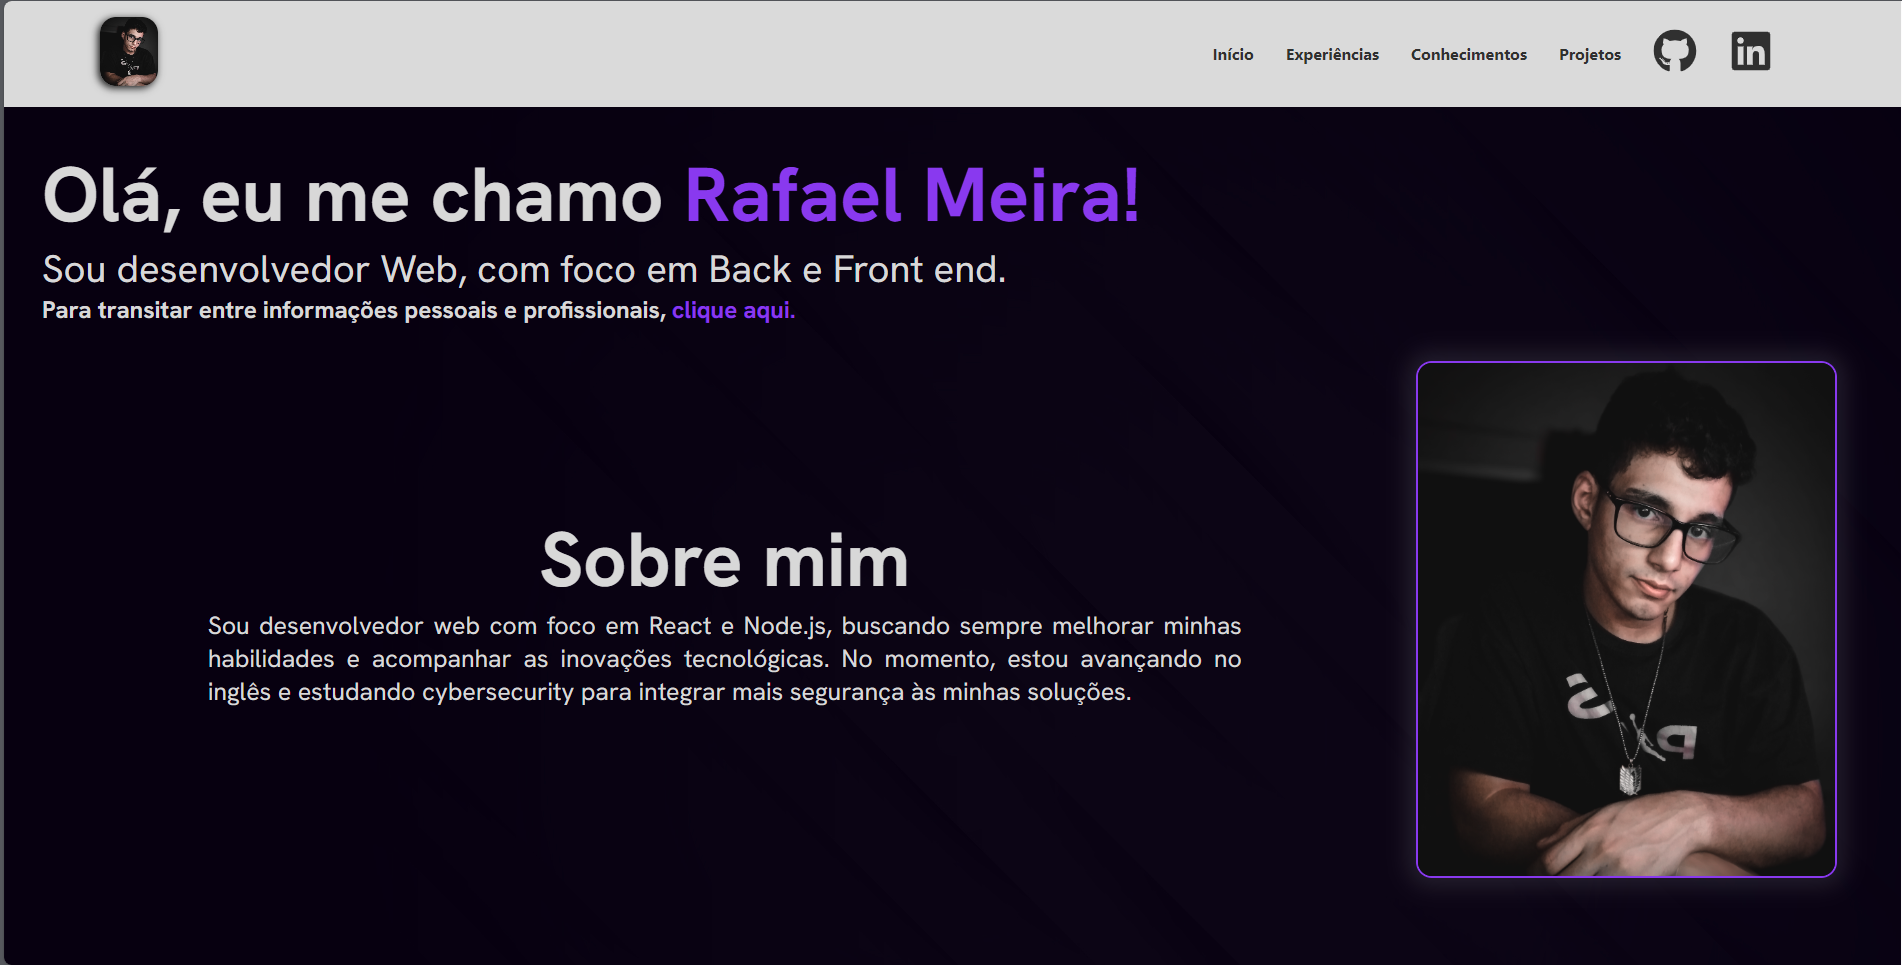 Início Experiências Conhecimentos Projetos in
Olá, eu me chamo Rafael Meira!
Sou desenvolvedor Web, com foco em Back e Front end.
Para transitar entre informações pessoais e profissionais, clique aqui.
Sobre mim
Sou desenvolvedor web com foco em React e Node.js, buscando sempre melhorar minhas
habilidades e acompanhar as inovações tecnológicas. No momento, estou avançando no
inglês e estudando cybersecurity para integrar mais segurança às minhas soluções.